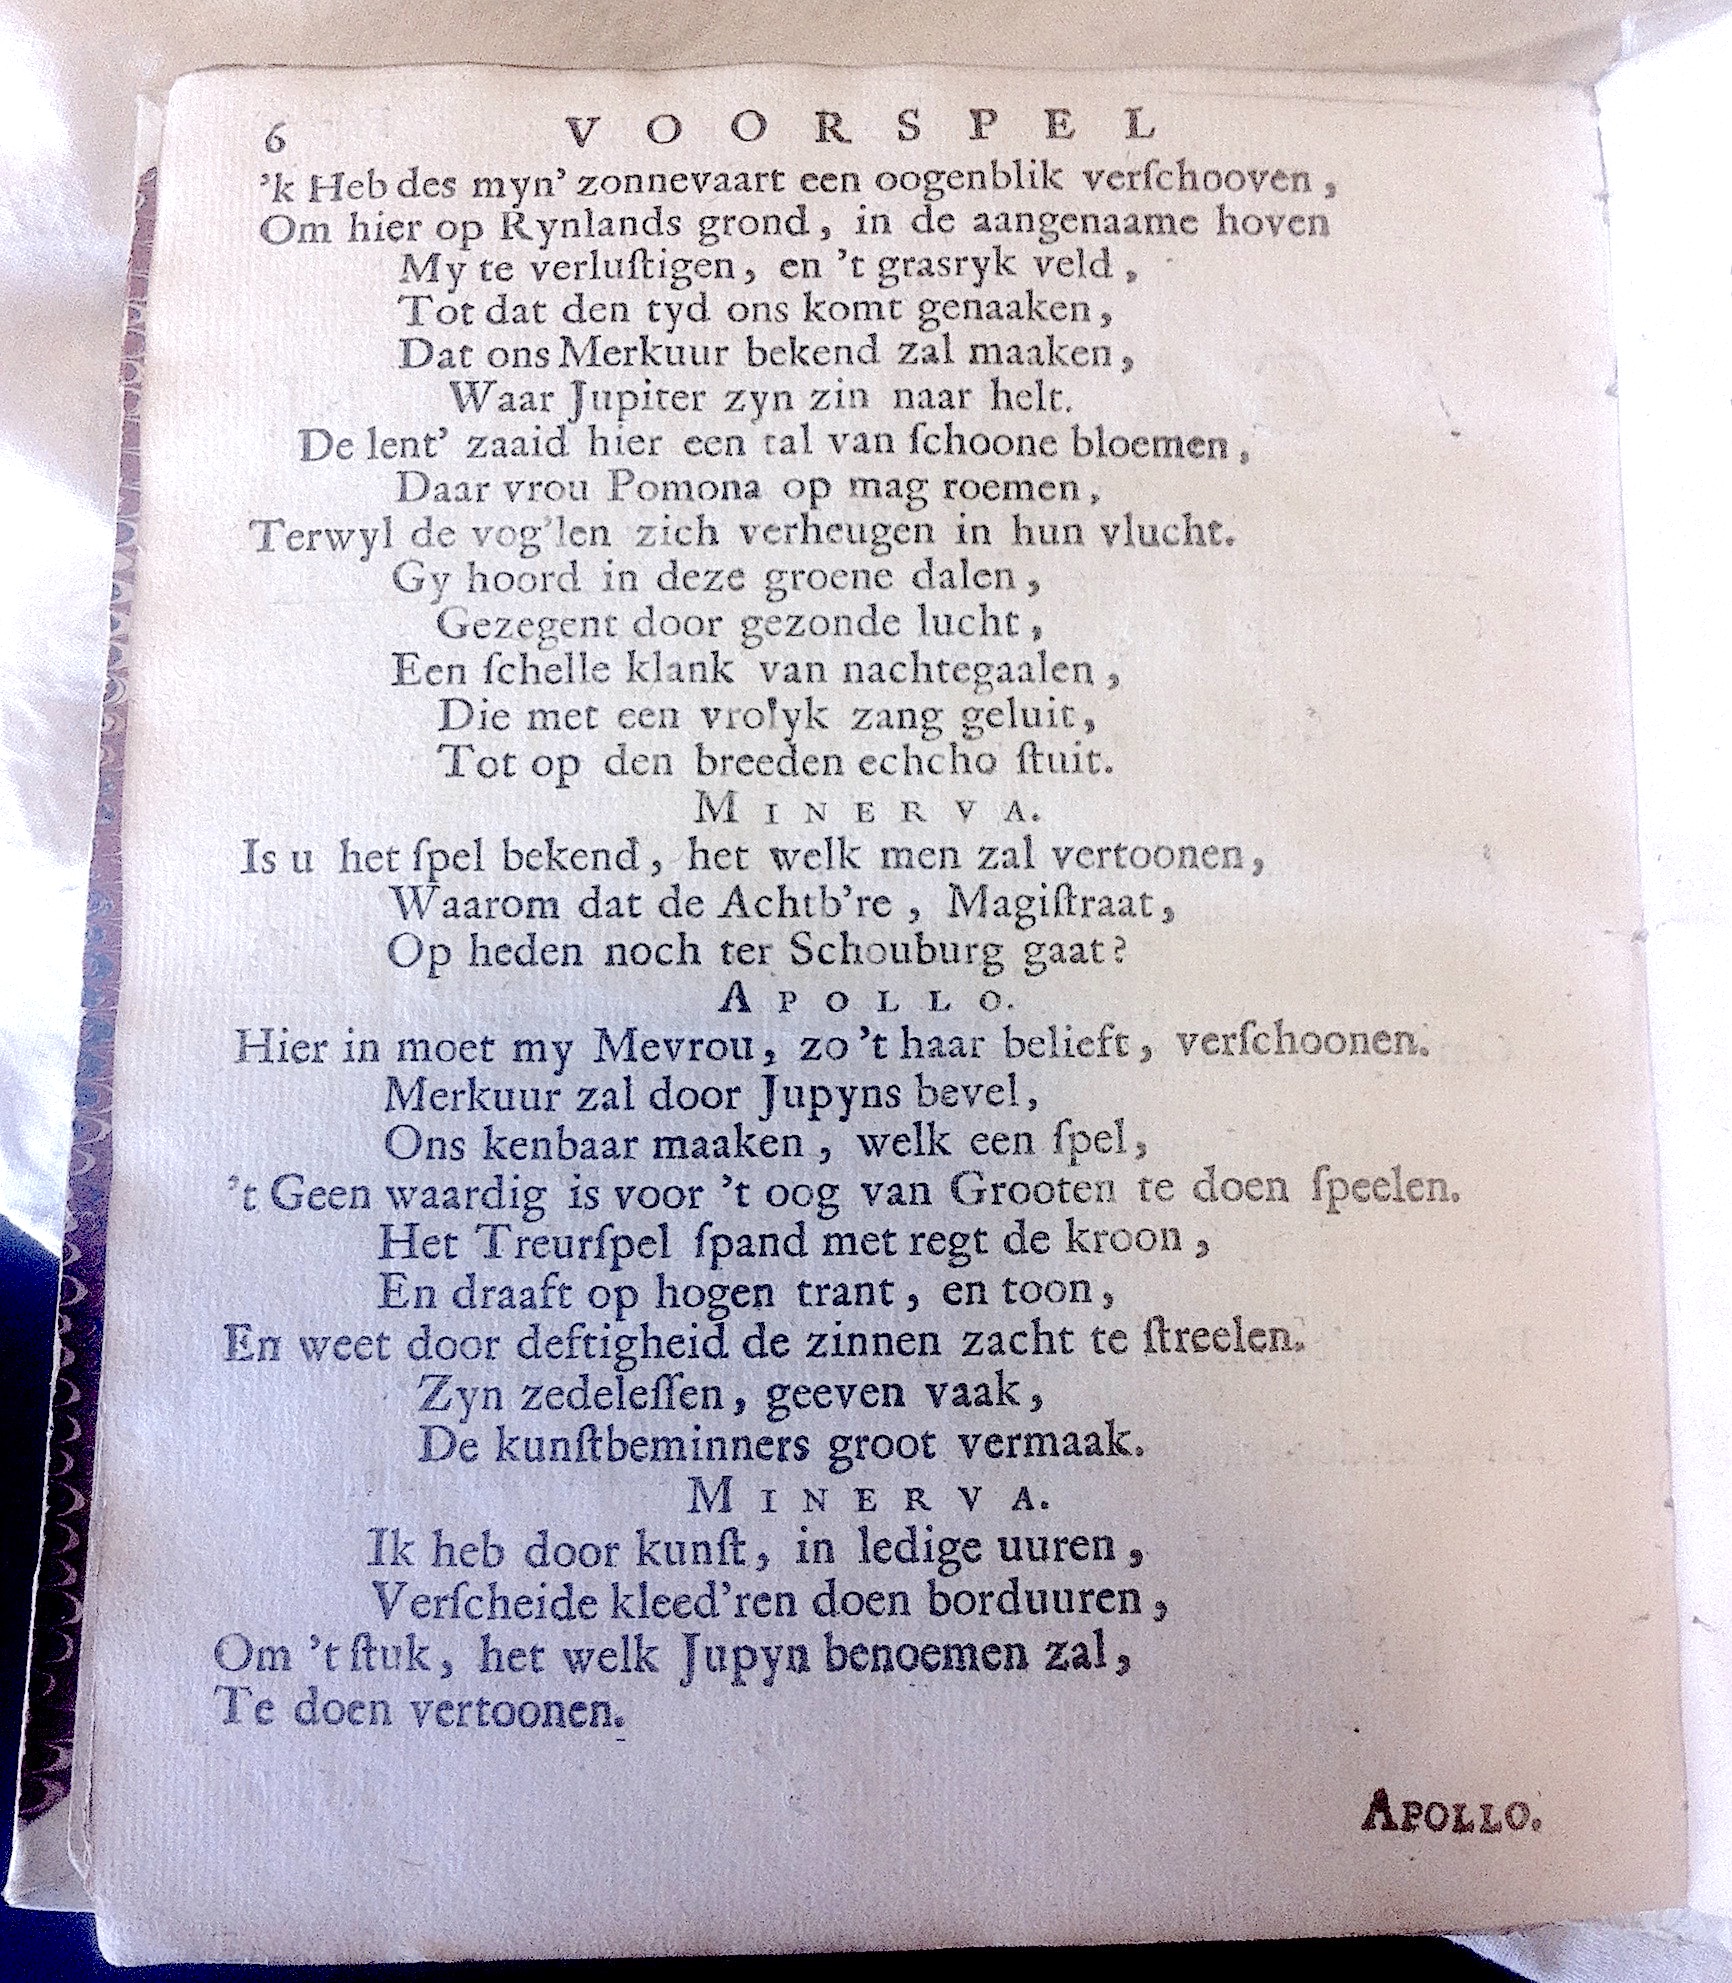 6 VOORSPEL
’k Heb des myn’ zonnevaart een oogenblik verſchooven,
Om hier op Rynlands grond, in de aangenaame hoven
My te verluſtigen, en ’t grasryk veld,
Tot dat den tyd ons komt genaaken,
Dat ons Merkuur bekend zal maaken,
Waar Jupiter zyn zin naar helt.
De lent’ zaaid hier een tal van ſchoone bloemen,
Daar vrou Pomona op mag roemen,
Terwyl de vog’len zich verheugen in hun vlucht.
Gy hoord in deze groene dalen,
Gezegent door gezonde lucht,
Een ſchelle klank van nachtegaalen,
Die met een vrolyk zang geluit,
Tot op den breeden echcho ſtuit.
MINERVA.
Is u het ſpel bekend, het welk men zal vertoonen,
Waarom dat de Achtb’re, Magiſtraat,
Op heden noch ter Schouburg gaat?
APOLLO.
Hier in moet my Mevrou, zo ’t haar belieft, verſchoonen.
Merkuur zal door Jupyns bevel,
Ons kenbaar maaken, welk een ſpel,
’t Geen waardig is voor ’t oog van Grooten te doen ſpeelen.
Het Treurſpel ſpand met regt de kroon,
En draaft op hogen trant, en toon,
En weet door deftigheid de zinnen zacht te ſtreelen.
Zyn zedeleſſen, geeven vaak,
De kunſtbeminners groot vermaak.
MINERVA.
Ik heb door kunſt, in ledige uuren,
Verſcheide kleed’ren doen borduuren,
Om ’t ſtuk, het welk Jupyn benoemen zal,
Te doen vertoonen.
APOLLO.